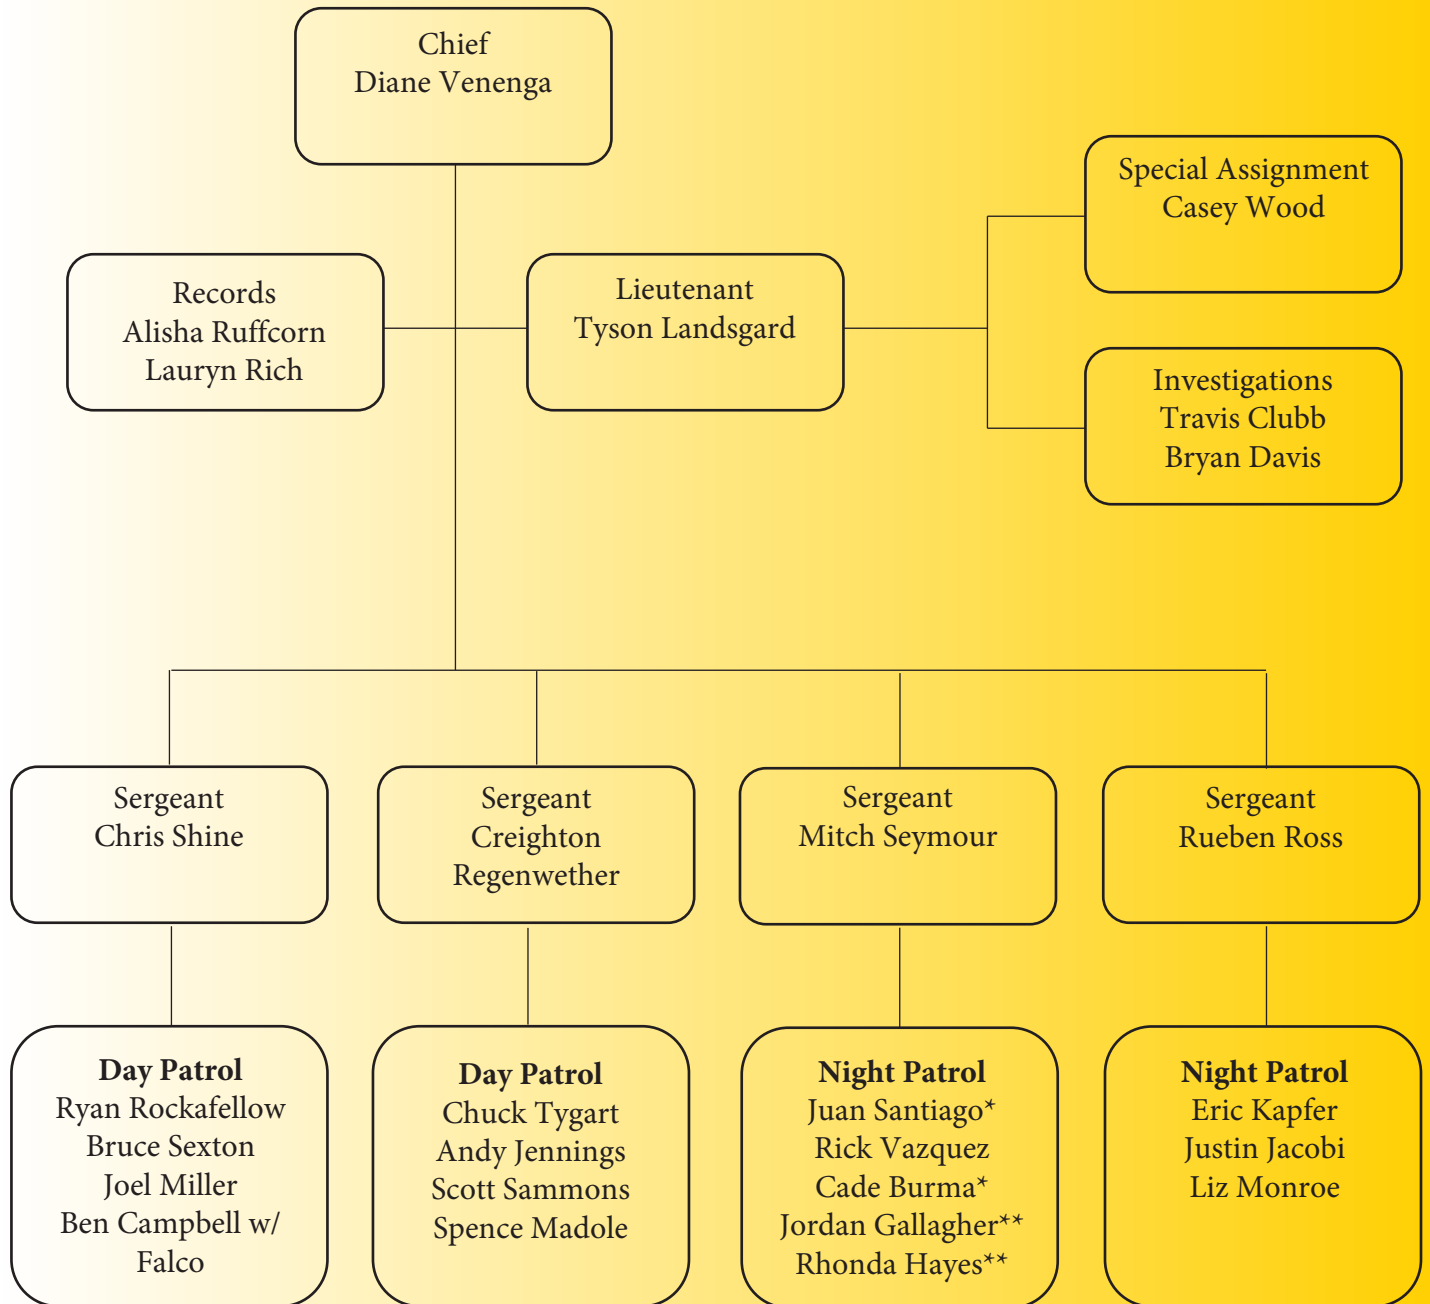 Chief
Diane Venenga
Special Assignment
Casey Wood
Records
Alisha Ruffcorn
Lauryn Rich
Lieutenant
Tyson Landsgard
Investigations
Travis Clubb
Bryan Davis
Sergeant
Chris Shine
Sergeant
Creighton
Regenwether
Sergeant
Mitch Seymour
Sergeant
Rueben Ross
Day Patrol
Ryan Rockafellow
Bruce Sexton
Joel Miller
Ben Campbell w/
Falco
Day Patrol
Chuck Tygart
Andy Jennings
Scott Sammons
Spence Madole
Night Patrol
Juan Santiago*
Rick Vazquez
Cade Burma*
Jordan Gallagher**
Rhonda Hayes**
Night Patrol
Eric Kapfer
Justin Jacobi
Liz Monroe